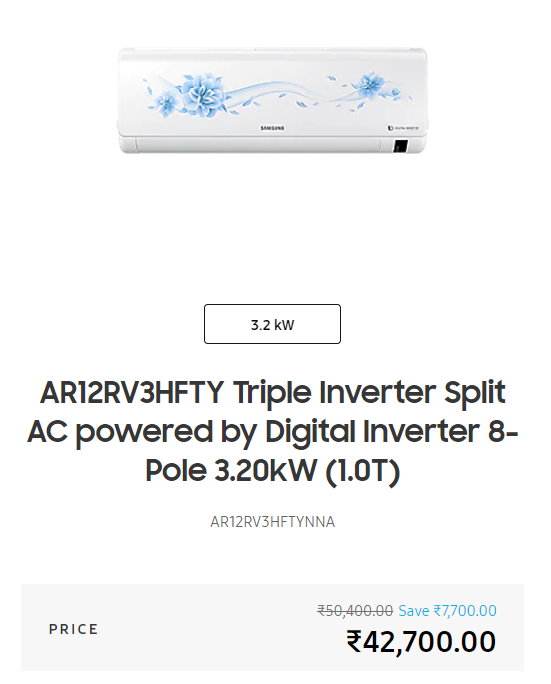 SAMSUNG
3.2 kW
AR12RV3HFTY Triple Inverter Split
AC powered by Digital Inverter 8-
Pole 3.20kW (1.0T)
AR12RV3HFTYNNA
₹50,400.00 Save ₹7,700.00
PRICE
₹42,700.00